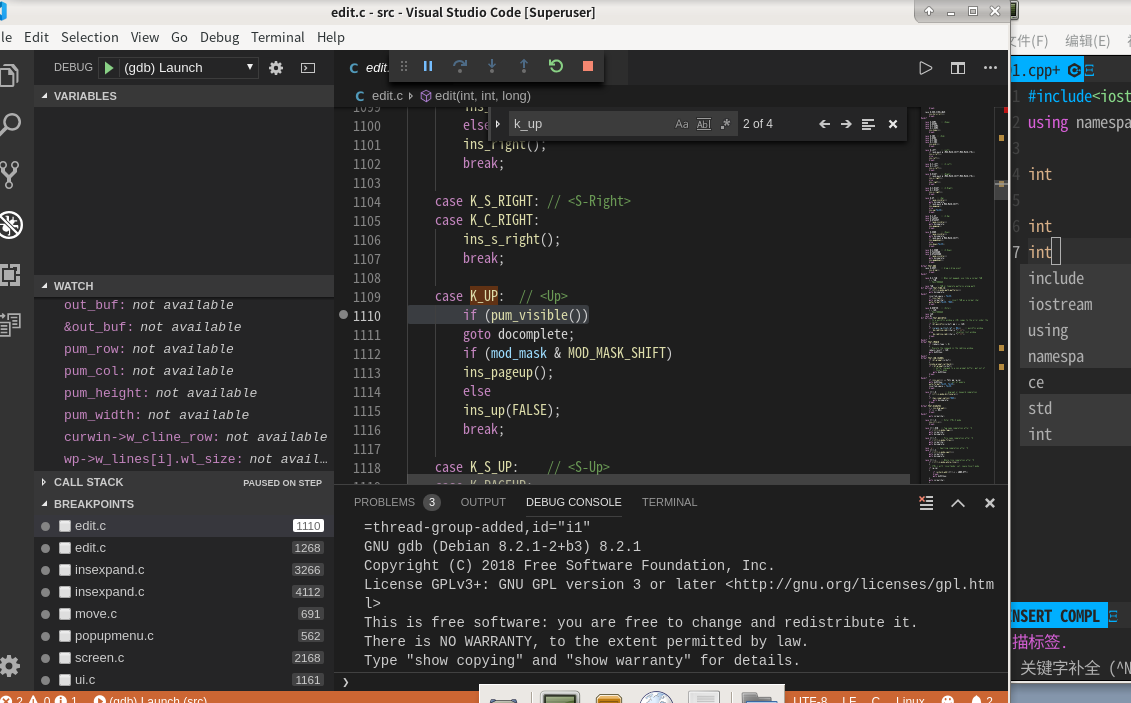 edit.c - src - Visual Studio Code [Superuser]
le Edit Selection View Go Debug Terminal Help
DEBUG (gdb) Launch
VARIABLES
WATCH
out_buf: not available
&out_buf: not available
pum_row: not available
pum_col: not available
pum_height: not available
pum_width: not available
curwin->w_cline_row: not available
wp->w_lines[i].wl_size: not avail…
CALL STACK PAUSED ON STEP
BREAKPOINTS
edit.c 1110
edit.c 1268
insexpand.c 3266
insexpand.c 4112
move.c 691
popupmenu.c 562
screen.c 2168
ui.c 1161
C edit.
C edit.c edit(int, int, long)
k_up Aa Abl .* 2 of 4
1100 else
1101 ins_right();
1102 break;
1103
1104 case K_S_RIGHT: // <S-Right>
1105 case K_C_RIGHT:
1106 ins_s_right();
1107 break;
1108
1109 case K_UP: // <Up>
1110 if (pum_visible())
1111 goto docomplete;
1112 if (mod_mask & MOD_MASK_SHIFT)
1113 ins_pageup();
1114 else
1115 ins_up(FALSE);
1116 break;
1117
1118 case K_S_UP: // <S-Up>
1119 case K_PAGEUP:
PROBLEMS 3 OUTPUT DEBUG CONSOLE TERMINAL
=thread-group-added,id="i1"
GNU gdb (Debian 8.2.1-2+b3) 8.2.1
Copyright (C) 2018 Free Software Foundation, Inc.
License GPLv3+: GNU GPL version 3 or later <http://gnu.org/licenses/gpl.htm
l>
This is free software: you are free to change and redistribute it.
There is NO WARRANTY, to the extent permitted by law.
Type "show copying" and "show warranty" for details.
2 0 1 (gdb) Launch (src) UTF-8 LF C Linux 2
文件(F) 编辑(E)
1.cpp+
1 #include<iost
2 using namespa
3
4 int
5
6 int
7 int
include
iostream
using
namespa
ce
std
int
INSERT COMPL
描标签.
关键字补全 (^N